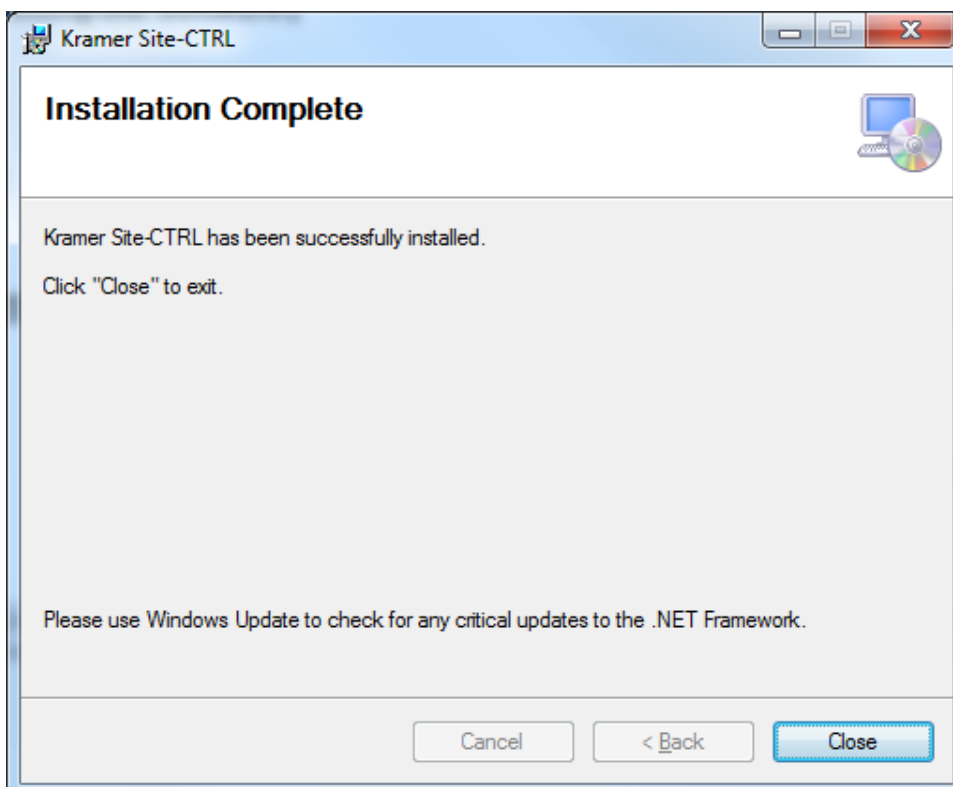 Kramer Site-CTRL
Installation Complete
Kramer Site-CTRL has been successfully installed.
Click "Close" to exit.
Please use Windows Update to check for any critical updates to the .NET Framework.
Cancel
< Back
Close